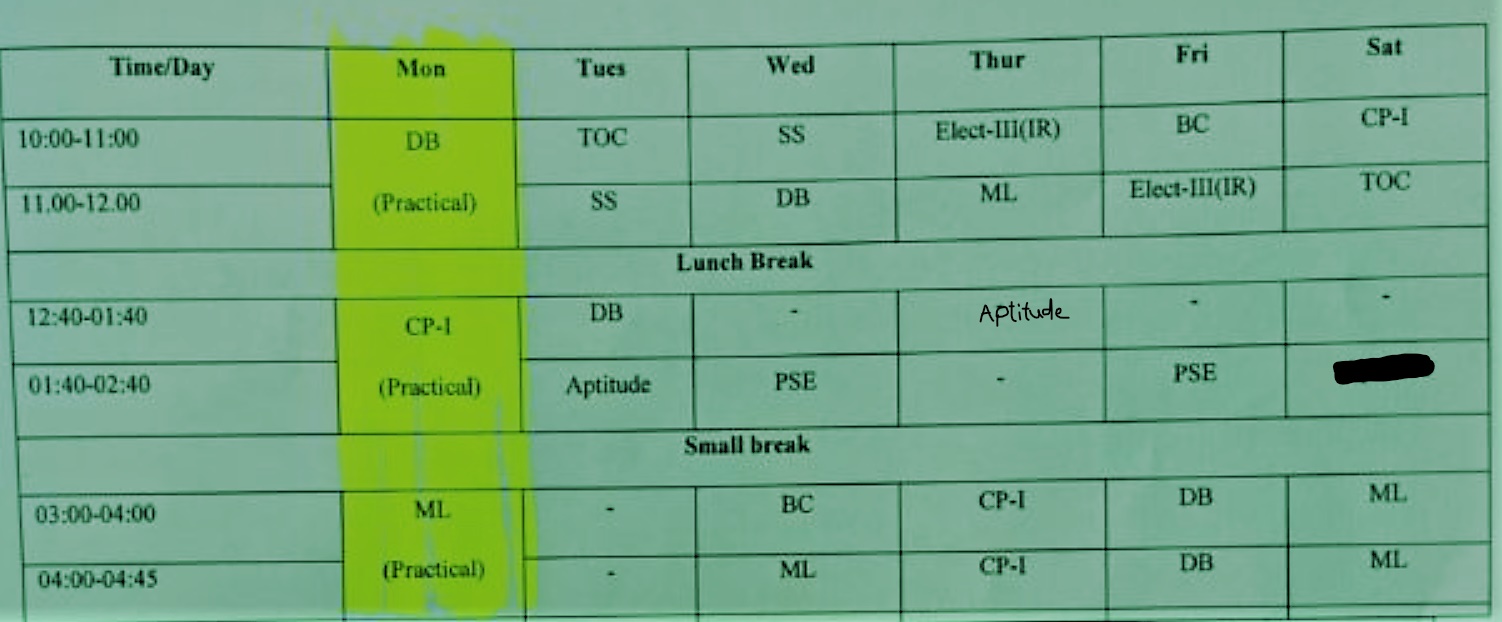 Time/Day Mon Tues Wed Thur Fri Sat
10:00-11:00 DB TOC SS Elect-III(IR) BC CP-I
11.00-12.00 (Practical) SS DB ML Elect-III(IR) TOC
Lunch Break
12:40-01:40 CP-I DB - Aptitude - -
01:40-02:40 (Practical) Aptitude PSE - PSE
Small break
03:00-04:00 ML - BC CP-I DB ML
04:00-04:45 (Practical) - ML CP-I DB ML